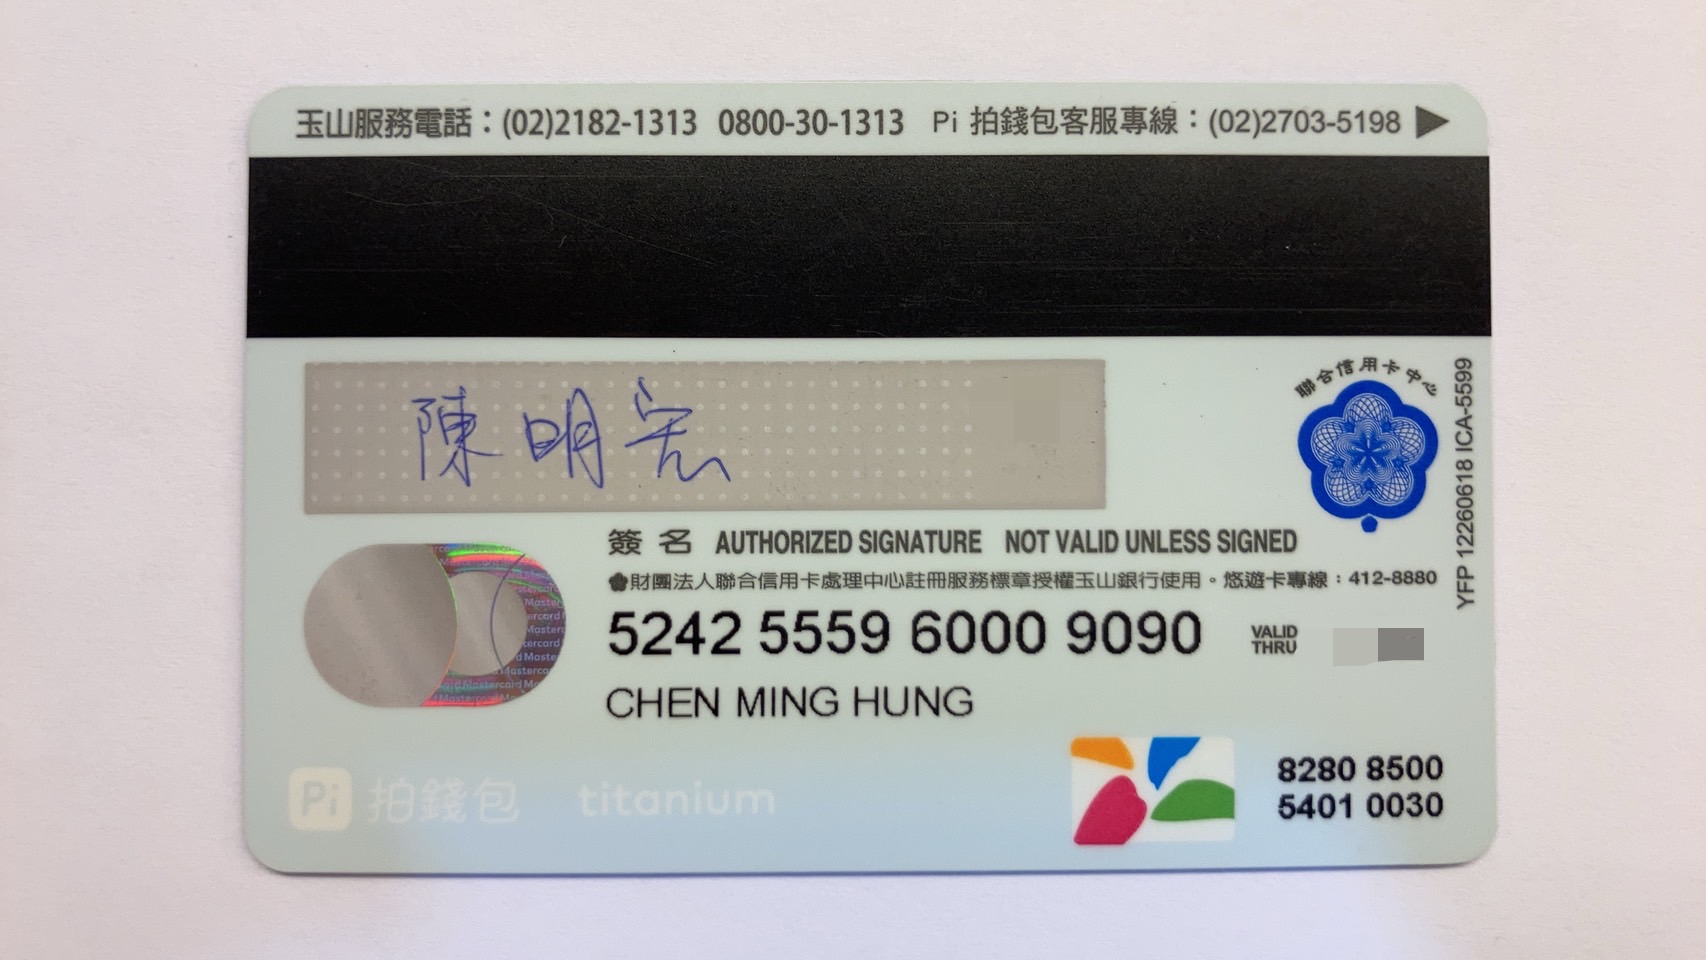 玉山服務電話：(02)2182-1313 0800-30-1313 Pi 拍錢包客服專線：(02)2703-5198 ▶
陳明宏
聯合信用卡中心
YFP 12260618 ICA-5599
簽名 AUTHORIZED SIGNATURE NOT VALID UNLESS SIGNED
財團法人聯合信用卡處理中心註冊服務標章授權玉山銀行使用。悠遊卡專線：412-8880
5242 5559 6000 9090 VALID
THRU
CHEN MING HUNG
Pi 拍錢包 titanium
8280 8500
5401 0030